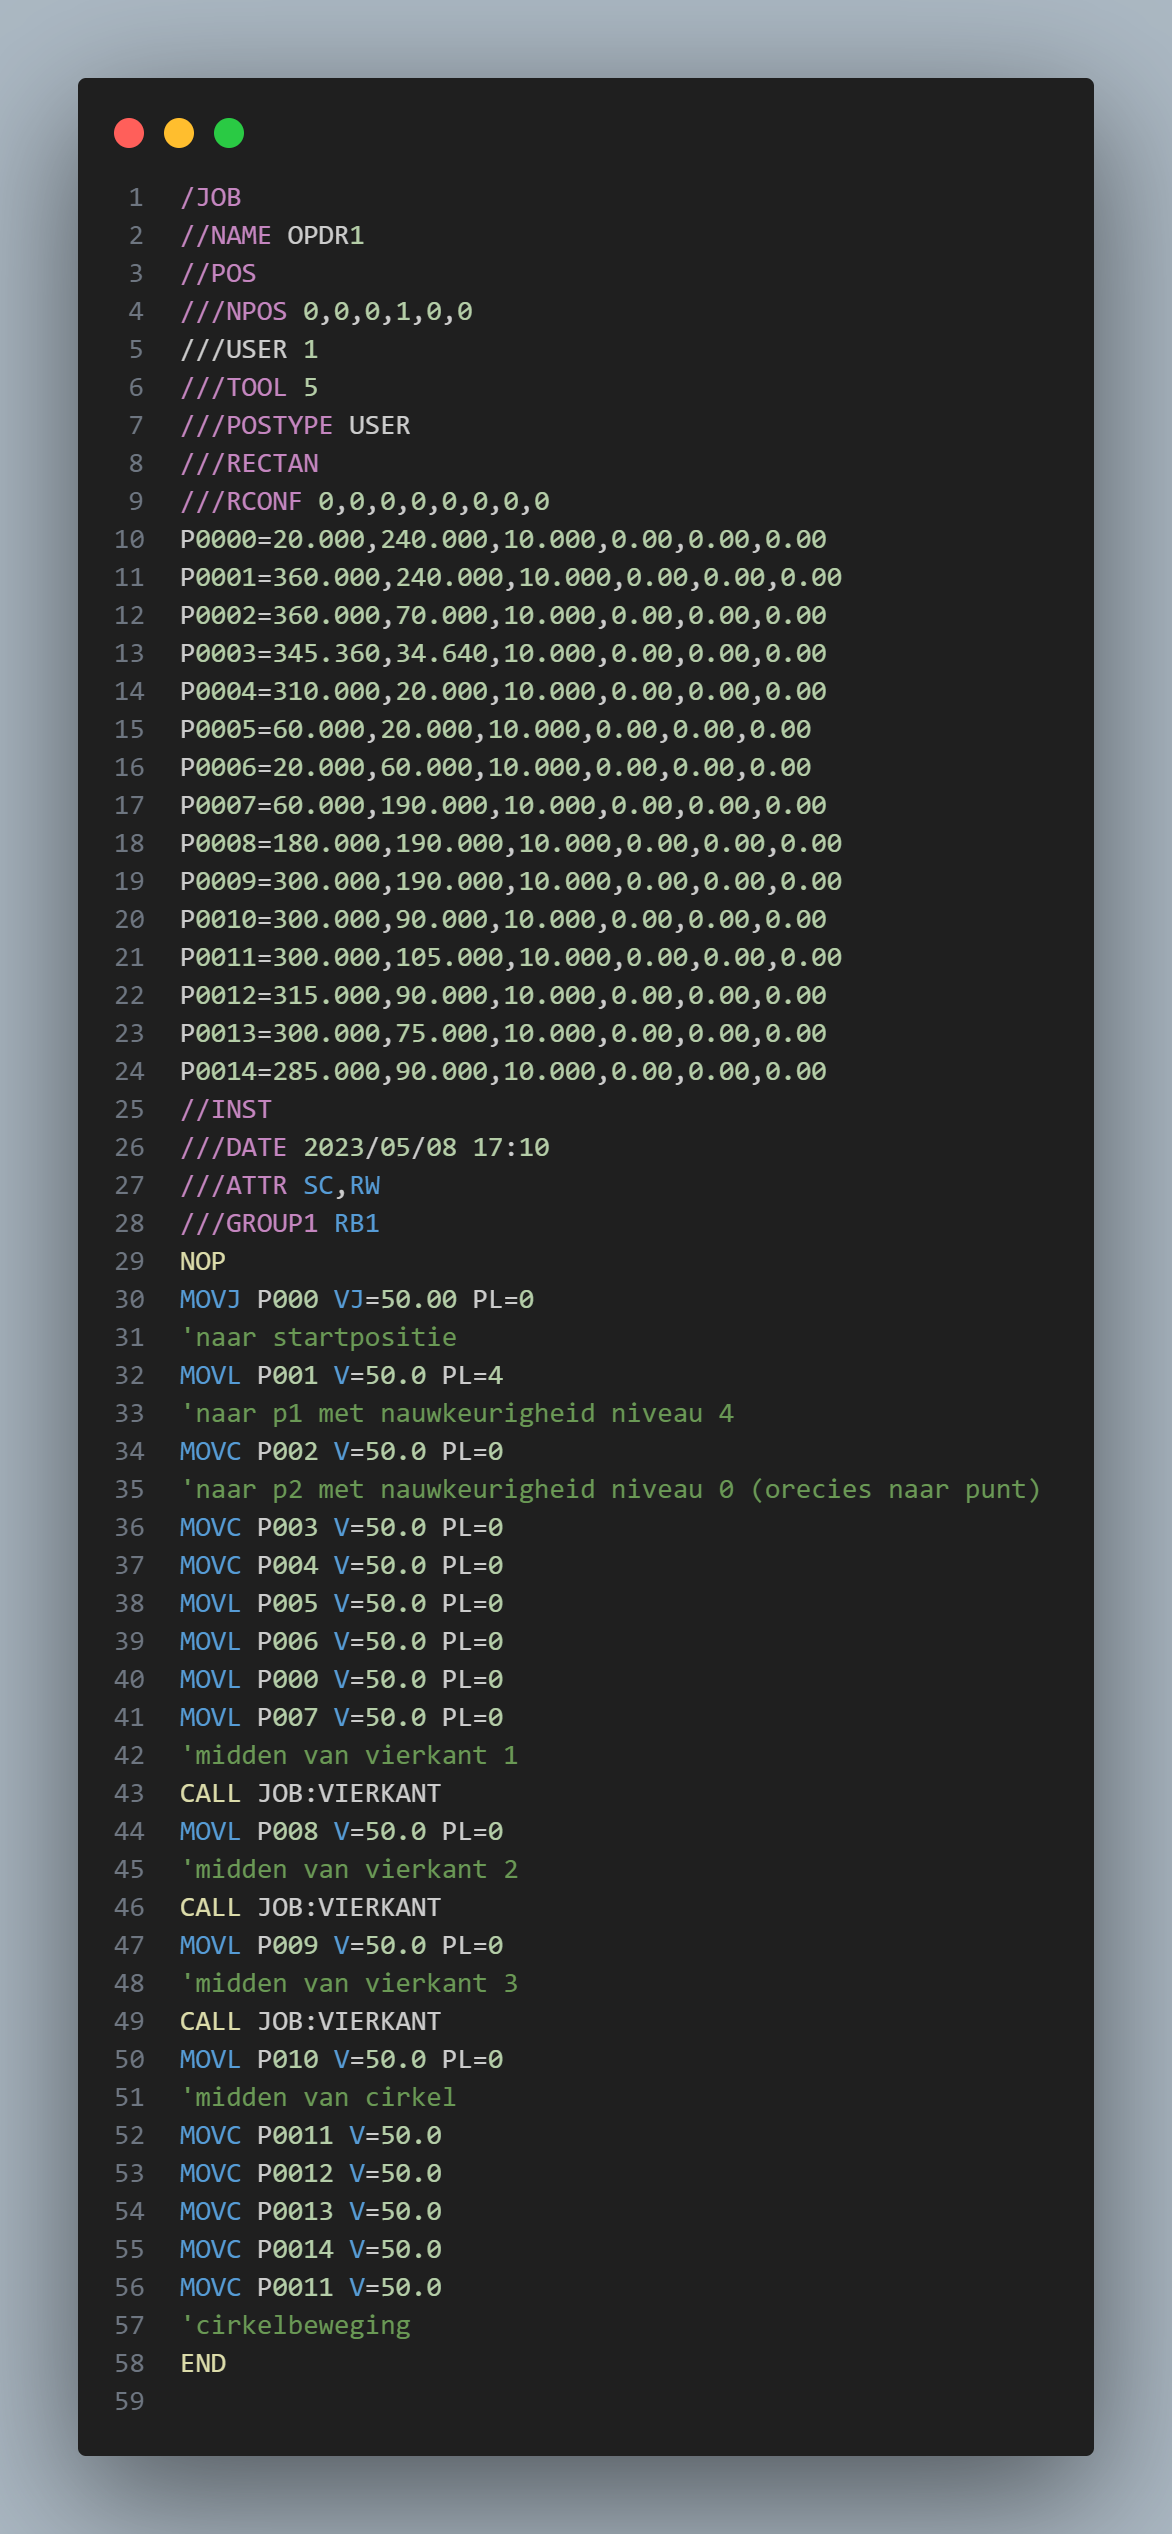 1 /JOB
2 //NAME OPDR1
3 //POS
4 ///NPOS 0,0,0,1,0,0
5 ///USER 1
6 ///TOOL 5
7 ///POSTYPE USER
8 ///RECTAN
9 ///RCONF 0,0,0,0,0,0,0,0
10 P0000=20.000,240.000,10.000,0.00,0.00,0.00
11 P0001=360.000,240.000,10.000,0.00,0.00,0.00
12 P0002=360.000,70.000,10.000,0.00,0.00,0.00
13 P0003=345.360,34.640,10.000,0.00,0.00,0.00
14 P0004=310.000,20.000,10.000,0.00,0.00,0.00
15 P0005=60.000,20.000,10.000,0.00,0.00,0.00
16 P0006=20.000,60.000,10.000,0.00,0.00,0.00
17 P0007=60.000,190.000,10.000,0.00,0.00,0.00
18 P0008=180.000,190.000,10.000,0.00,0.00,0.00
19 P0009=300.000,190.000,10.000,0.00,0.00,0.00
20 P0010=300.000,90.000,10.000,0.00,0.00,0.00
21 P0011=300.000,105.000,10.000,0.00,0.00,0.00
22 P0012=315.000,90.000,10.000,0.00,0.00,0.00
23 P0013=300.000,75.000,10.000,0.00,0.00,0.00
24 P0014=285.000,90.000,10.000,0.00,0.00,0.00
25 //INST
26 ///DATE 2023/05/08 17:10
27 ///ATTR SC,RW
28 ///GROUP1 RB1
29 NOP
30 MOVJ P000 VJ=50.00 PL=0
31 'naar startpositie
32 MOVL P001 V=50.0 PL=4
33 'naar p1 met nauwkeurigheid niveau 4
34 MOVC P002 V=50.0 PL=0
35 'naar p2 met nauwkeurigheid niveau 0 (orecies naar punt)
36 MOVC P003 V=50.0 PL=0
37 MOVC P004 V=50.0 PL=0
38 MOVL P005 V=50.0 PL=0
39 MOVL P006 V=50.0 PL=0
40 MOVL P000 V=50.0 PL=0
41 MOVL P007 V=50.0 PL=0
42 'midden van vierkant 1
43 CALL JOB:VIERKANT
44 MOVL P008 V=50.0 PL=0
45 'midden van vierkant 2
46 CALL JOB:VIERKANT
47 MOVL P009 V=50.0 PL=0
48 'midden van vierkant 3
49 CALL JOB:VIERKANT
50 MOVL P010 V=50.0 PL=0
51 'midden van cirkel
52 MOVC P0011 V=50.0
53 MOVC P0012 V=50.0
54 MOVC P0013 V=50.0
55 MOVC P0014 V=50.0
56 MOVC P0011 V=50.0
57 'cirkelbeweging
58 END
59